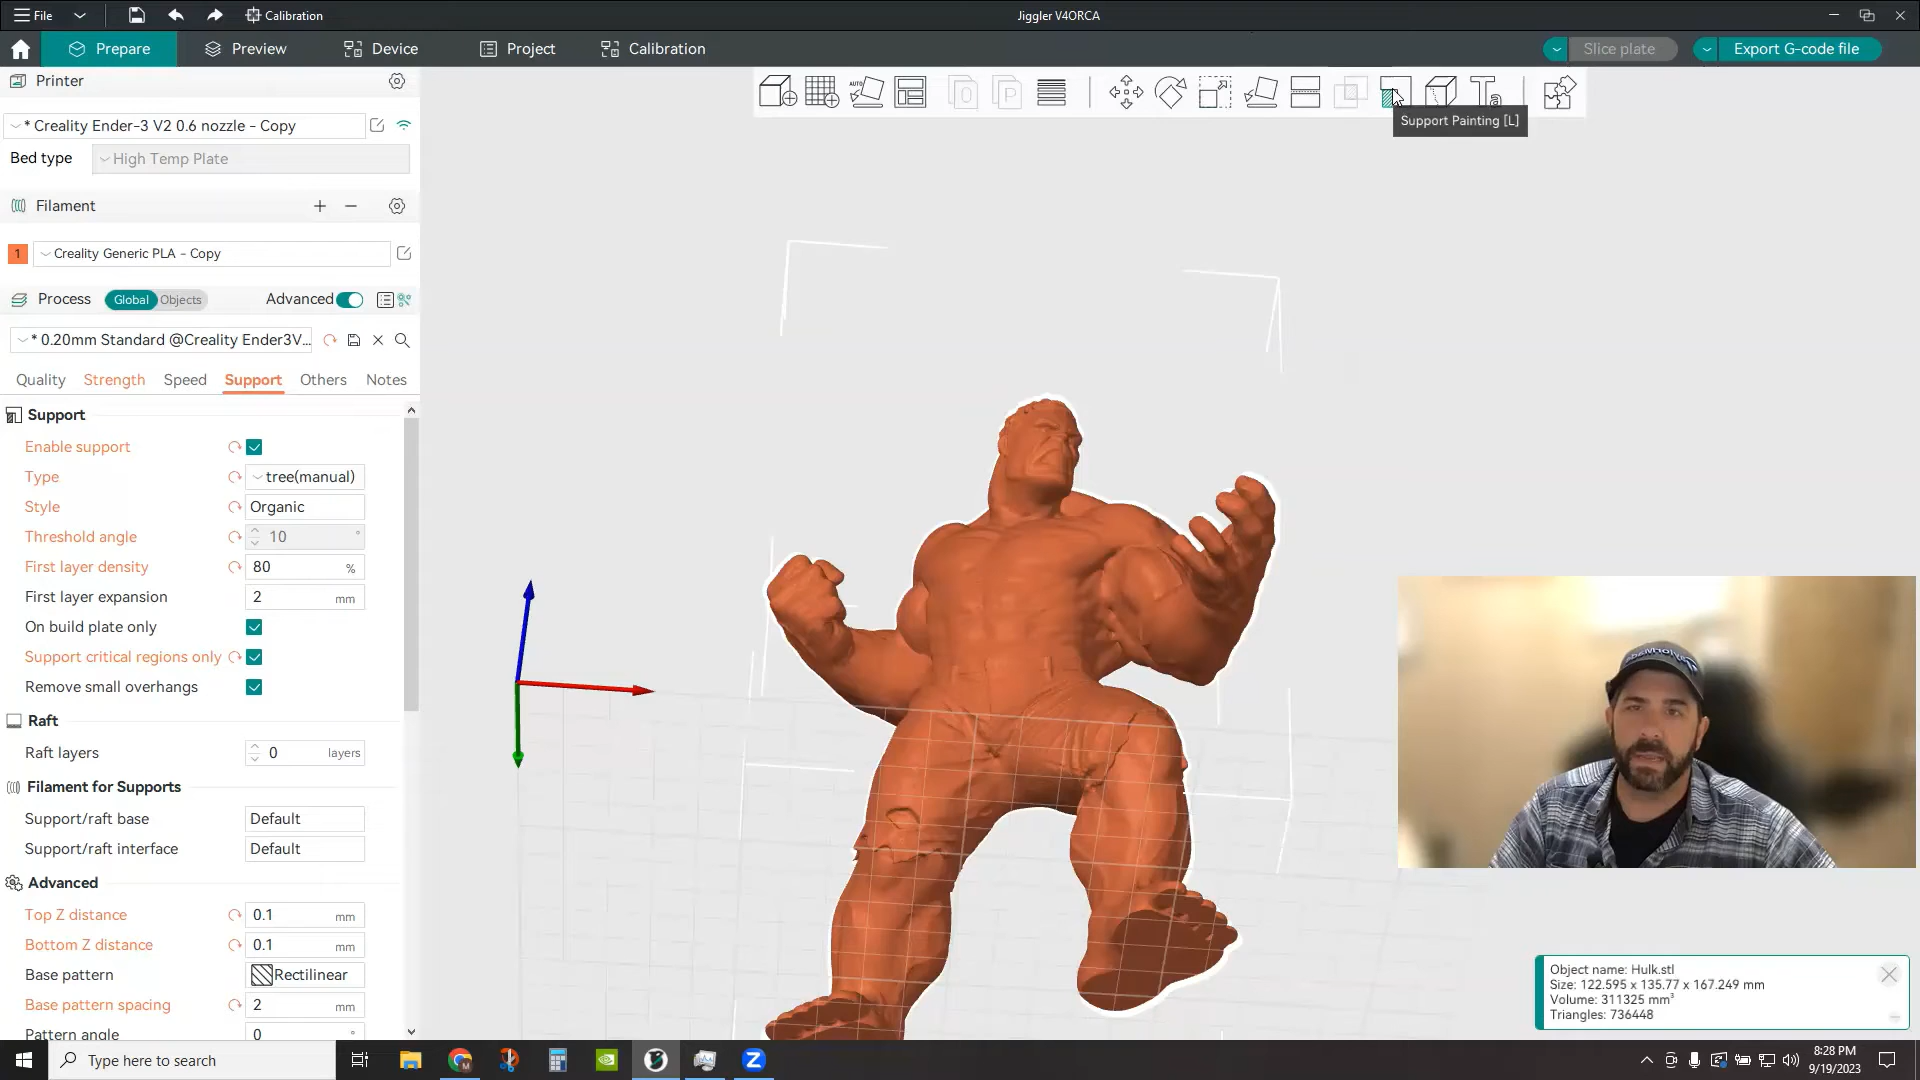 File
Calibration
Jiggler V4ORCA
Prepare
Preview
Device
Project
Calibration
Slice plate
Export G-code file
Printer
* Creality Ender-3 V2 0.6 nozzle - Copy
Bed type
High Temp Plate
Filament
1
Creality Generic PLA - Copy
Process
Global
Objects
Advanced
* 0.20mm Standard @Creality Ender3V...
Quality
Strength
Speed
Support
Others
Notes
Support
Enable support
Type
tree(manual)
Style
Organic
Threshold angle
10 °
First layer density
80 %
First layer expansion
2 mm
On build plate only
Support critical regions only
Remove small overhangs
Raft
Raft layers
0 layers
Filament for Supports
Support/raft base
Default
Support/raft interface
Default
Advanced
Top Z distance
0.1 mm
Bottom Z distance
0.1 mm
Base pattern
Rectilinear
Base pattern spacing
2 mm
Pattern angle
0 °
AUTO
0
P
Ta
Support Painting [L]
Object name: Hulk.stl
Size: 122.595 x 135.77 x 167.249 mm
Volume: 311325 mm³
Triangles: 736448
Type here to search
8:28 PM
9/19/2023